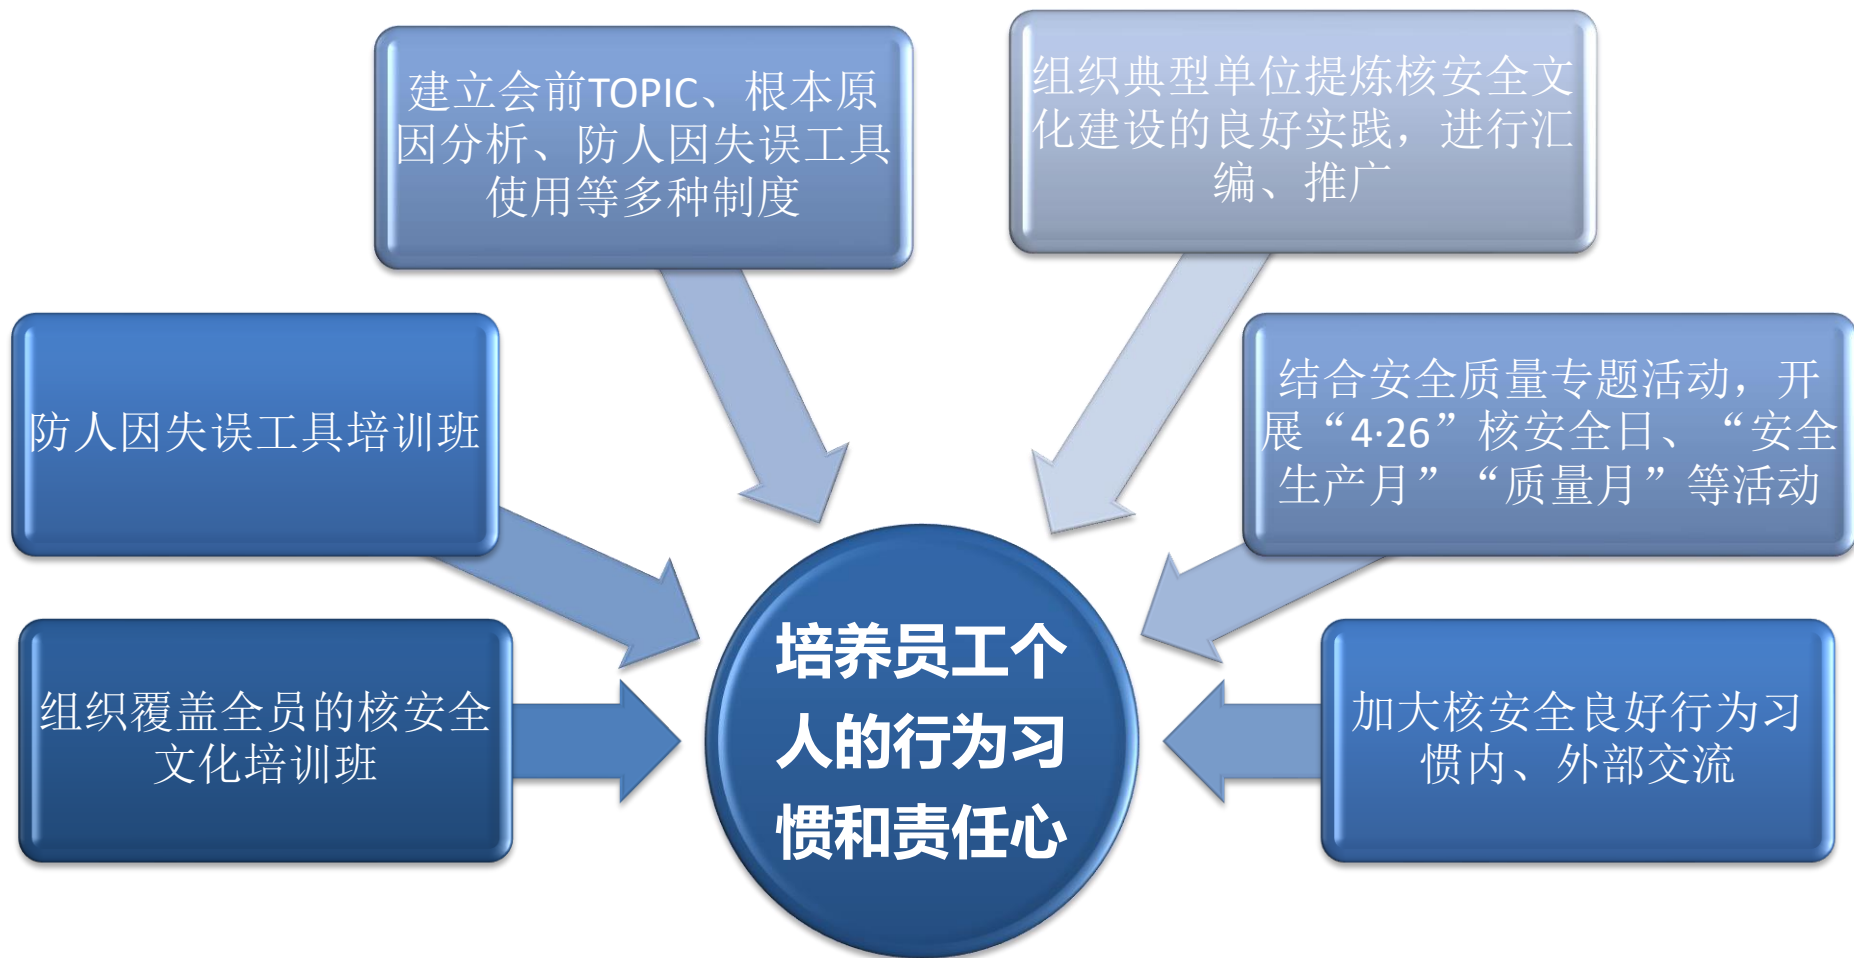 建立会前TOPIC、根本原
因分析、防人因失误工具
使用等多种制度
组织典型单位提炼核安全文
化建设的良好实践，进行汇
编、推广
防人因失误工具培训班
结合安全质量专题活动，开
展“4·26”核安全日、“安全
生产月”“质量月”等活动
组织覆盖全员的核安全
文化培训班
培养员工个
人的行为习
惯和责任心
加大核安全良好行为习
惯内、外部交流